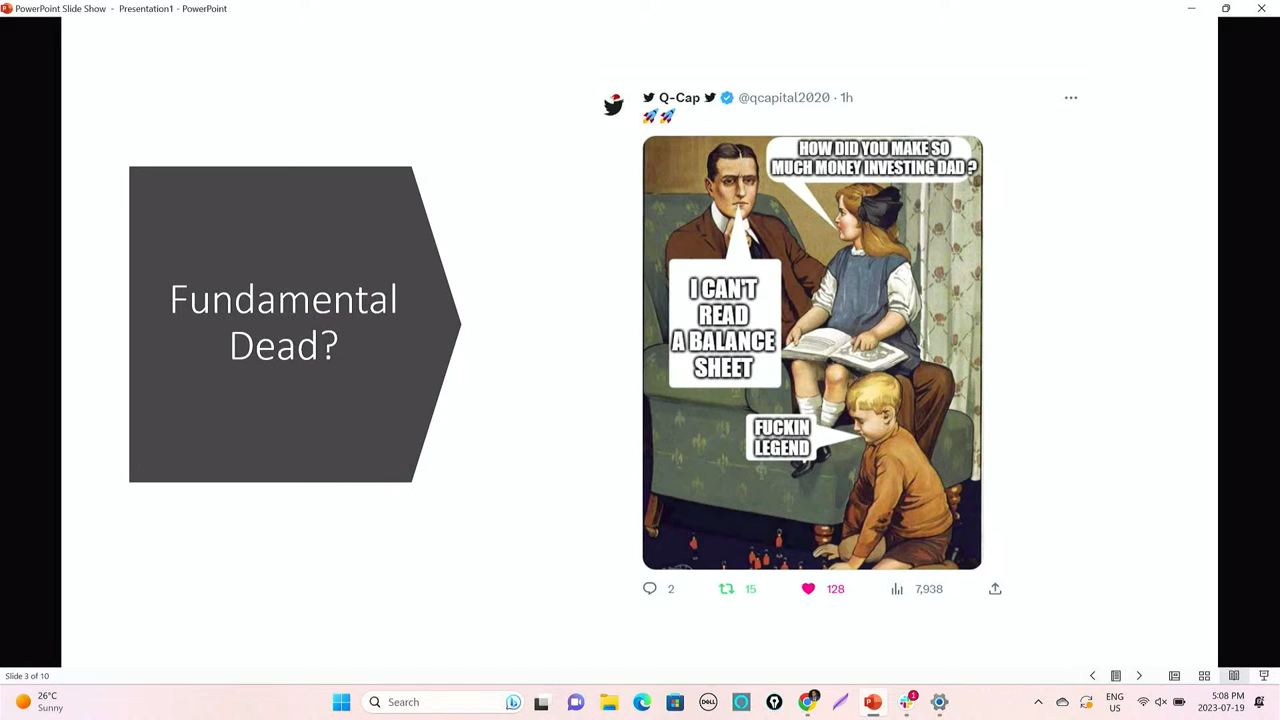 PowerPoint Slide Show - Presentation1 - PowerPoint
Fundamental
Dead?
Q-Cap @qcapital2020 · 1h
🚀🚀
HOW DID YOU MAKE SO
MUCH MONEY INVESTING DAD ?
I CAN'T
READ
A BALANCE
SHEET
FUCKIN
LEGEND
2 15 128 7,938
Slide 3 of 10
26°C
Sunny
Search
DELL
1
ENG
US
5:08 PM
2023-07-19